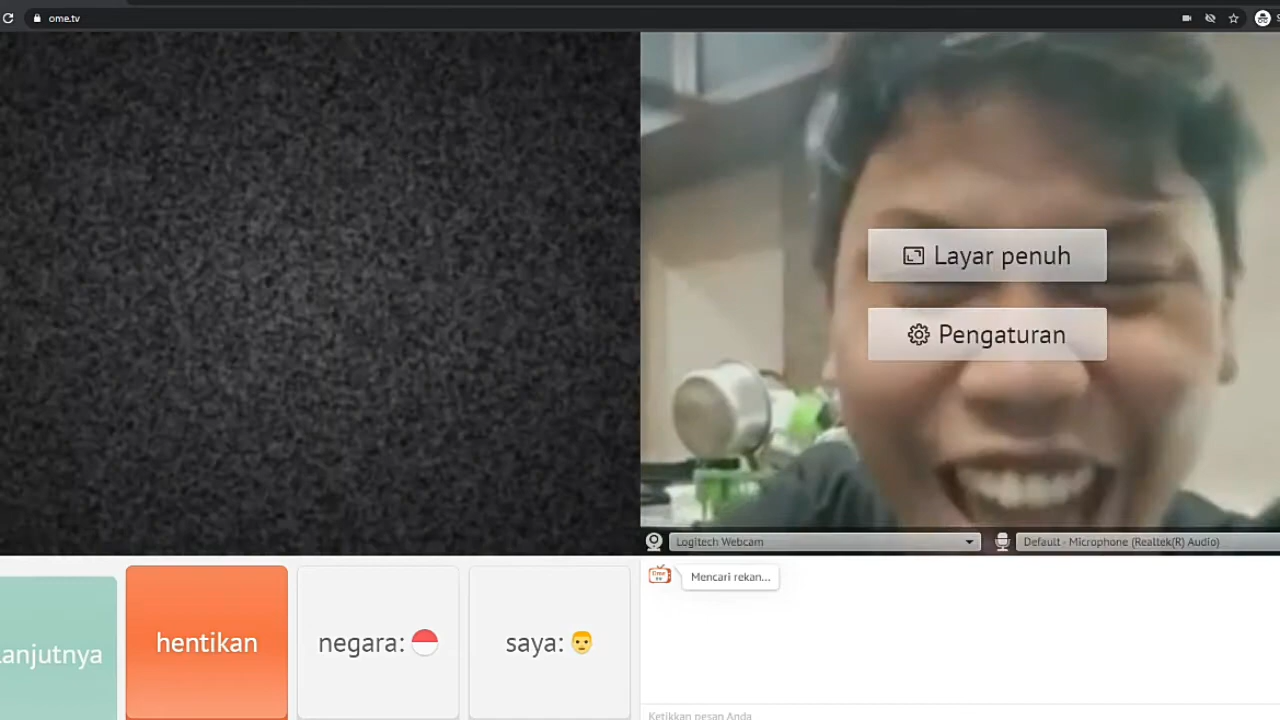 ome.tv
Layar penuh
Pengaturan
Logitech Webcam
Default - Microphone (Realtek(R) Audio)
Mencari rekan...
anjutnya
hentikan
negara:
saya:
Ketikkan pesan Anda